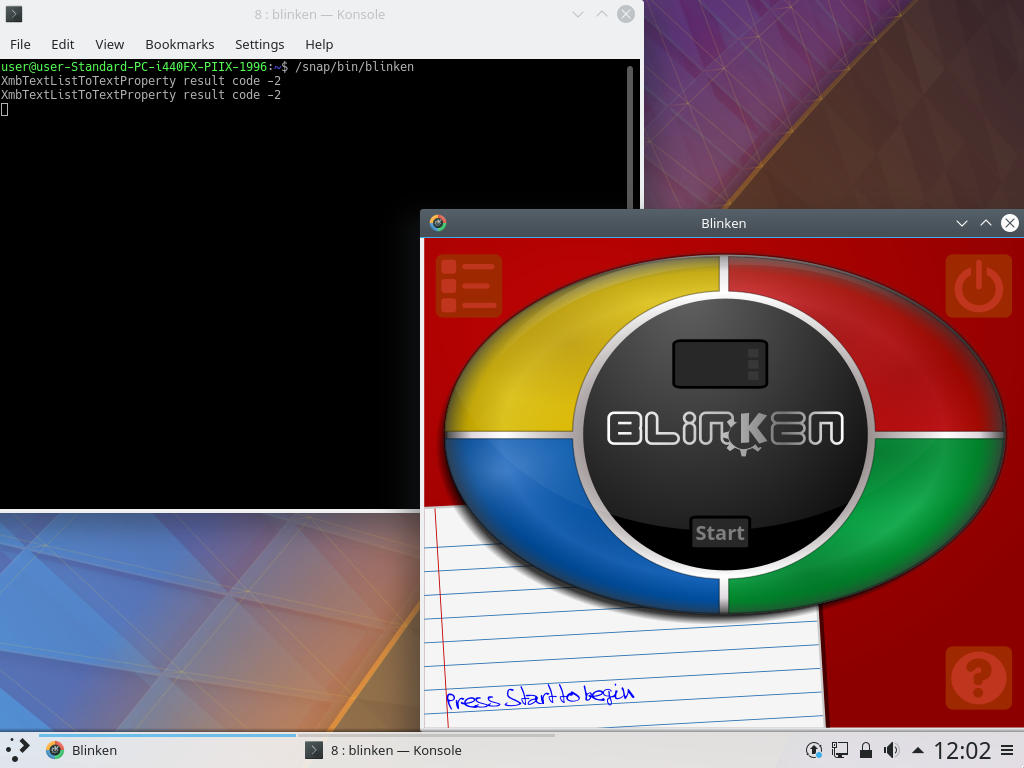 8 : blinken — Konsole
File Edit View Bookmarks Settings Help
user@user-Standard-PC-i440FX-PIIX-1996:~$ /snap/bin/blinken
XmbTextListToTextProperty result code -2
XmbTextListToTextProperty result code -2
Blinken
BLINKEN
Start
Press Start to begin
Blinken
8 : blinken — Konsole
12:02